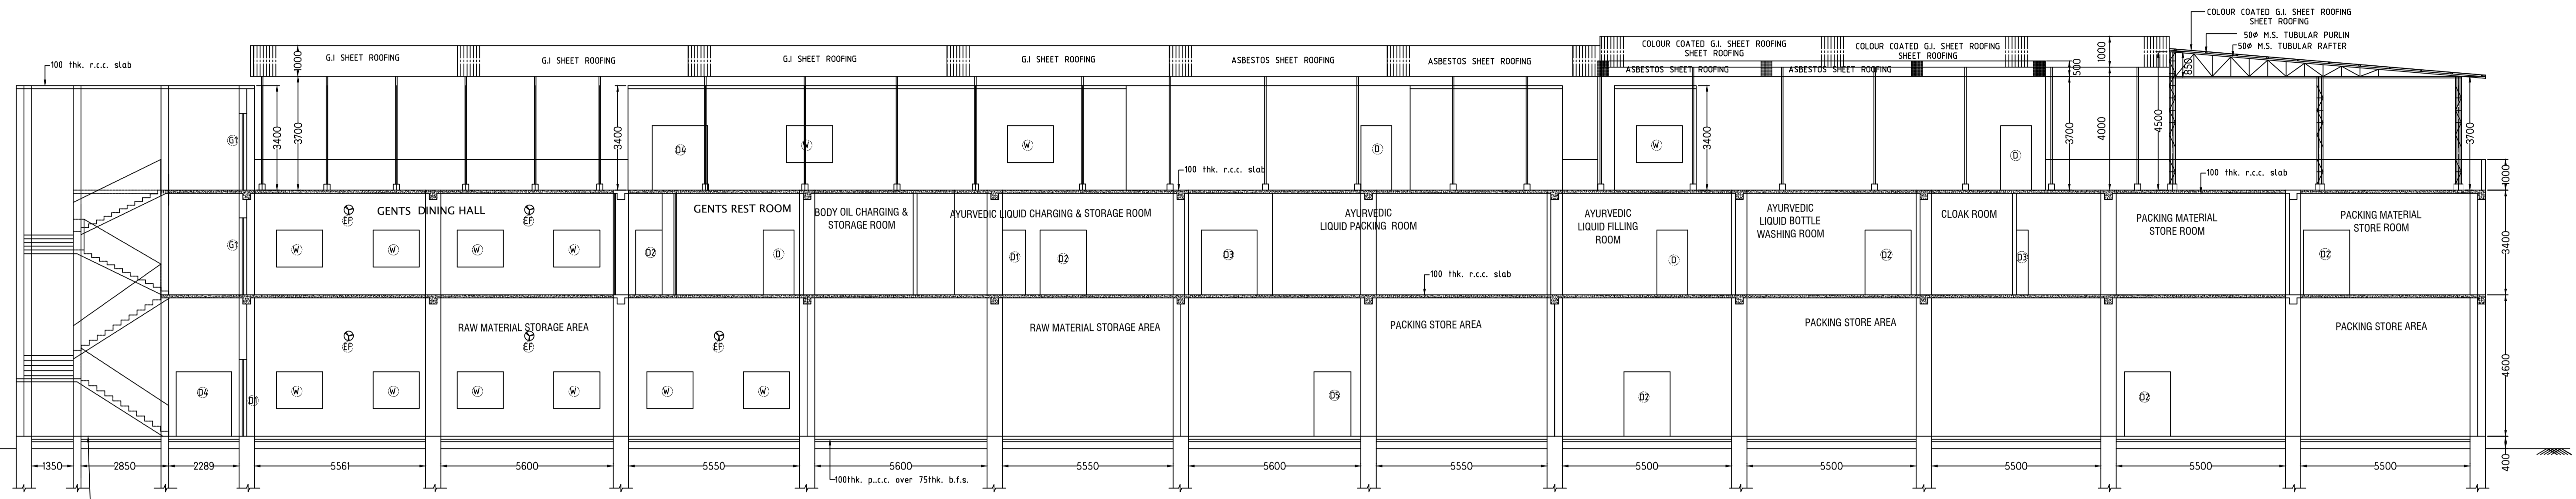 COLOUR COATED G.I. SHEET ROOFING
SHEET ROOFING
50ø M.S. TUBULAR PURLIN
50ø M.S. TUBULAR RAFTER
100 thk. r.c.c. slab
1000
G.I SHEET ROOFING
G.I SHEET ROOFING
G.I SHEET ROOFING
G.I SHEET ROOFING
ASBESTOS SHEET ROOFING
ASBESTOS SHEET ROOFING
COLOUR COATED G.I. SHEET ROOFING
SHEET ROOFING
COLOUR COATED G.I. SHEET ROOFING
SHEET ROOFING
ASBESTOS SHEET ROOFING
ASBESTOS SHEET ROOFING
500
1000
850
G1
3400
3700
3400
D4
W
W
D
W
3400
D
3700
4000
4500
3700
100 thk. r.c.c. slab
100 thk. r.c.c. slab
1000
GENTS DINING HALL
EF
EF
GENTS REST ROOM
BODY OIL CHARGING &
STORAGE ROOM
AYURVEDIC LIQUID CHARGING & STORAGE ROOM
AYURVEDIC
LIQUID PACKING ROOM
AYURVEDIC
LIQUID FILLING
ROOM
AYURVEDIC
LIQUID BOTTLE
WASHING ROOM
CLOAK ROOM
PACKING MATERIAL
STORE ROOM
PACKING MATERIAL
STORE ROOM
G1
W
W
W
W
D2
D
D1
D2
D3
D
D2
D3
D2
3400
100 thk. r.c.c. slab
RAW MATERIAL STORAGE AREA
RAW MATERIAL STORAGE AREA
PACKING STORE AREA
PACKING STORE AREA
PACKING STORE AREA
EF
EF
EF
D4
D1
W
W
W
W
W
W
D5
D2
D2
4600
1350
2850
2289
5561
5600
5550
5600
5550
5600
5550
5500
5500
5500
5500
5500
400
100thk. p.c.c. over 75thk. b.f.s.